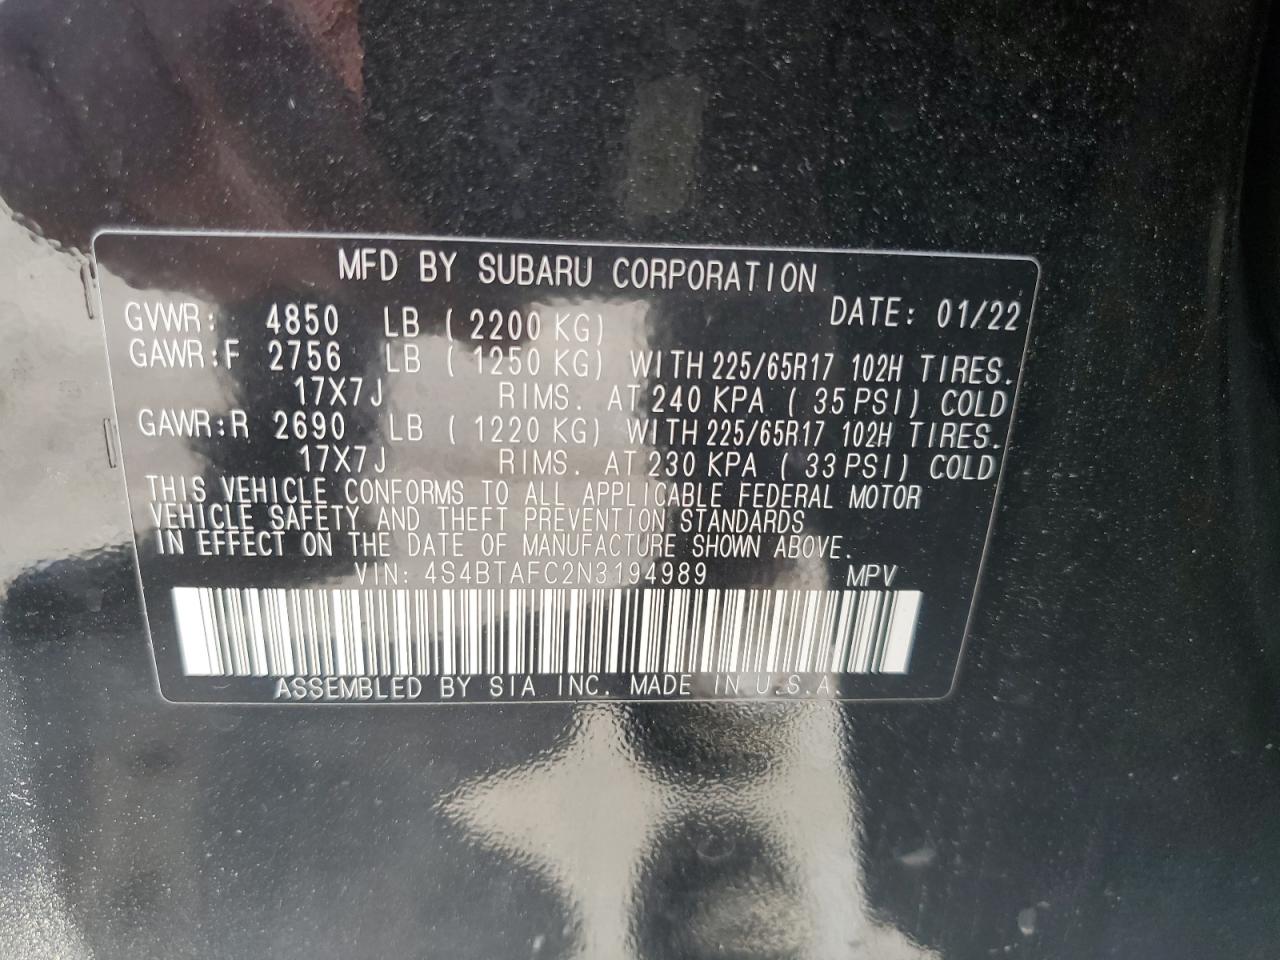 MFD BY SUBARU CORPORATION
DATE: 01/22
GVWR: 4850 LB ( 2200 KG)
GAWR:F 2756 LB ( 1250 KG) WITH 225/65R17 102H TIRES.
17X7J RIMS. AT 240 KPA ( 35 PSI) COLD
GAWR:R 2690 LB ( 1220 KG) WITH 225/65R17 102H TIRES.
17X7J RIMS. AT 230 KPA ( 33 PSI) COLD
THIS VEHICLE CONFORMS TO ALL APPLICABLE FEDERAL MOTOR
VEHICLE SAFETY AND THEFT PREVENTION STANDARDS
IN EFFECT ON THE DATE OF MANUFACTURE SHOWN ABOVE.
VIN: 4S4BTAFC2N3194989 MPV
ASSEMBLED BY SIA INC. MADE IN U.S.A.